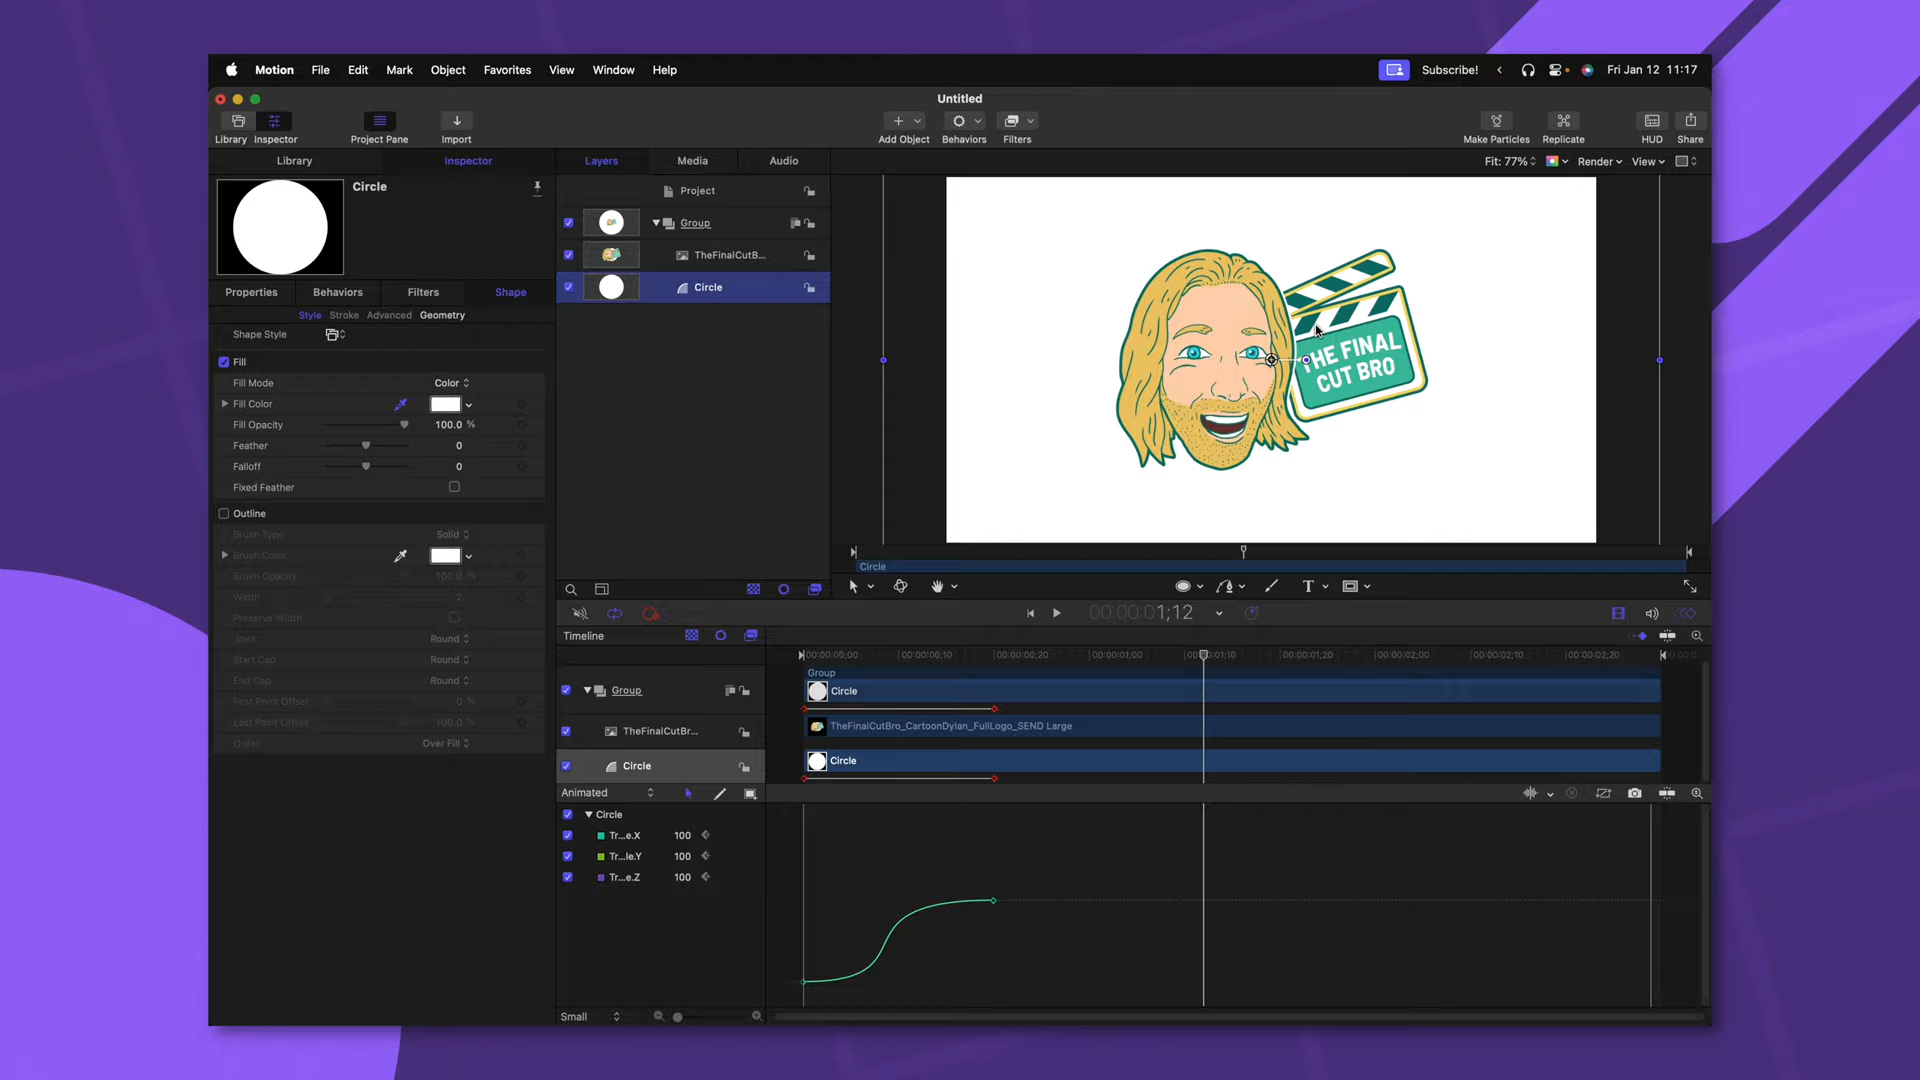 Motion File Edit Mark Object Favorites View Window Help Subscribe! Fri Jan 12 11:17
Untitled
Library Inspector Project Pane Import Add Object Behaviors Filters Make Particles Replicate HUD Share
Library Inspector Layers Media Audio Fit: 77% Render View
Circle
Project
Group
TheFinalCutB...
Circle
Properties Behaviors Filters Shape
Style Stroke Advanced Geometry
Shape Style
Fill
Fill Mode Color
Fill Color
Fill Opacity 100.0 %
Feather 0
Falloff 0
Fixed Feather
Outline
Brush Type Solid
Brush Color
Brush Opacity 100.0 %
Width 2
Preserve Width
Joint Round
Start Cap Round
End Cap Round
First Point Offset 0 %
Last Point Offset 100.0 %
Order Over Fill
THE FINAL
CUT BRO
Circle
T
00:00:00:01;12
Timeline
00:00:00;00 00:00:00;10 00:00:00;20 00:00:01;00 00:00:01;10 00:00:01;20 00:00:02;00 00:00:02;10 00:00:02;20
Group
Group Circle
TheFinalCutBr... TheFinalCutBro_CartoonDylan_FullLogo_SEND Large
Circle Circle
Animated
Circle
Tr...e.X 100
Tr...le.Y 100
Tr...e.Z 100
Small